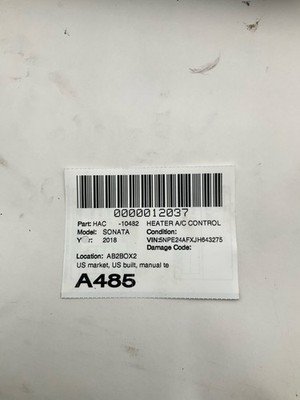 0000012037
Part: HAC -10482 HEATER A/C CONTROL
Model: SONATA Condition:
Year: 2018 VIN:5NPE24AFXJH643275
Damage Code:
Location: AB2BOX2
US market, US built, manual te
A485